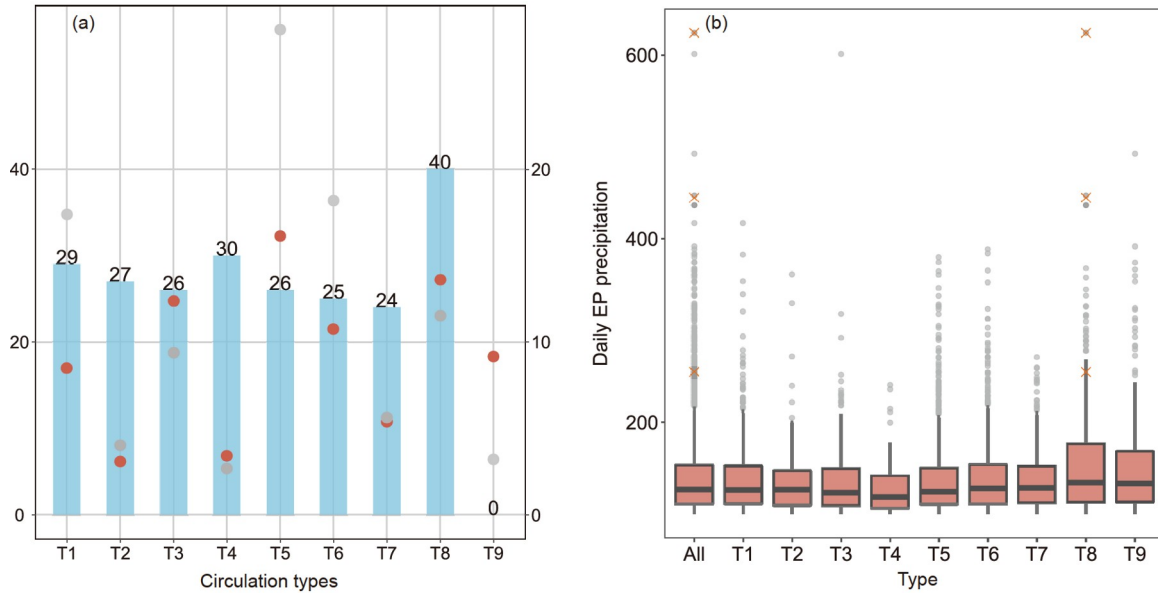 (a)
29
27
26
30
26
25
24
40
0
40
20
0
20
10
0
T1 T2 T3 T4 T5 T6 T7 T8 T9
Circulation types
(b)
Daily EP precipitation
600
400
200
All T1 T2 T3 T4 T5 T6 T7 T8 T9
Type